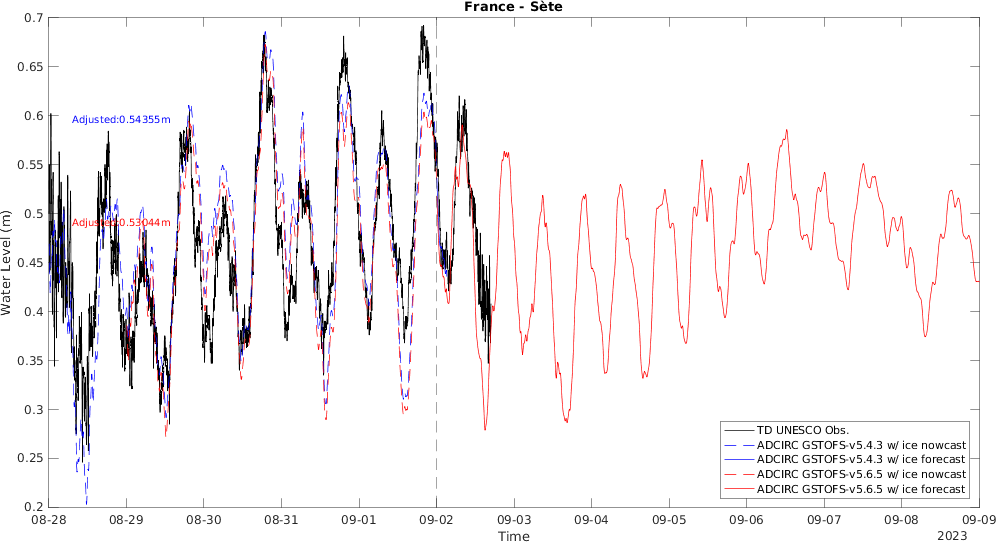 France - Sète
Water Level (m)
0.7
0.65
0.6
0.55
0.5
0.45
0.4
0.35
0.3
0.25
0.2
Adjusted:0.54355m
Adjusted:0.53044m
TD UNESCO Obs.
ADCIRC GSTOFS-v5.4.3 w/ ice nowcast
ADCIRC GSTOFS-v5.4.3 w/ ice forecast
ADCIRC GSTOFS-v5.6.5 w/ ice nowcast
ADCIRC GSTOFS-v5.6.5 w/ ice forecast
08-28 08-29 08-30 08-31 09-01 09-02 09-03 09-04 09-05 09-06 09-07 09-08 09-09
Time
2023